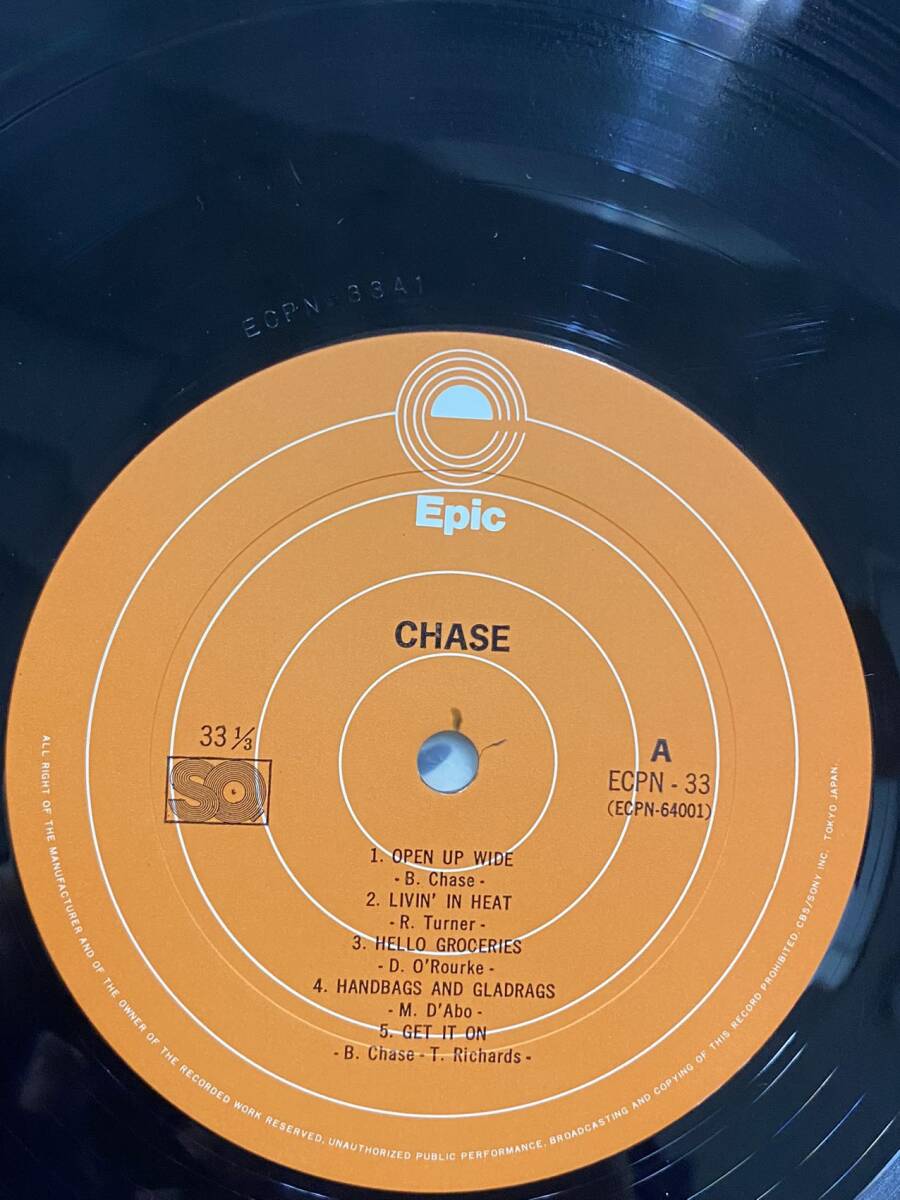 ECPN-3341
Epic
CHASE
33 1/3
SQ
A
ECPN - 33
(ECPN-64001)
1. OPEN UP WIDE
- B. Chase -
2. LIVIN' IN HEAT
- R. Turner -
3. HELLO GROCERIES
- D. O'Rourke -
4. HANDBAGS AND GLADRAGS
- M. D'Abo -
5. GET IT ON
- B. Chase - T. Richards -
ALL RIGHT OF THE MANUFACTURER AND OF THE OWNER OF THE RECORDED WORK RESERVED, UNAUTHORIZED PUBLIC PERFORMANCE, BROADCASTING AND COPYING OF THIS RECORD PROHIBITED, CBS/SONY INC. TOKYO JAPAN.